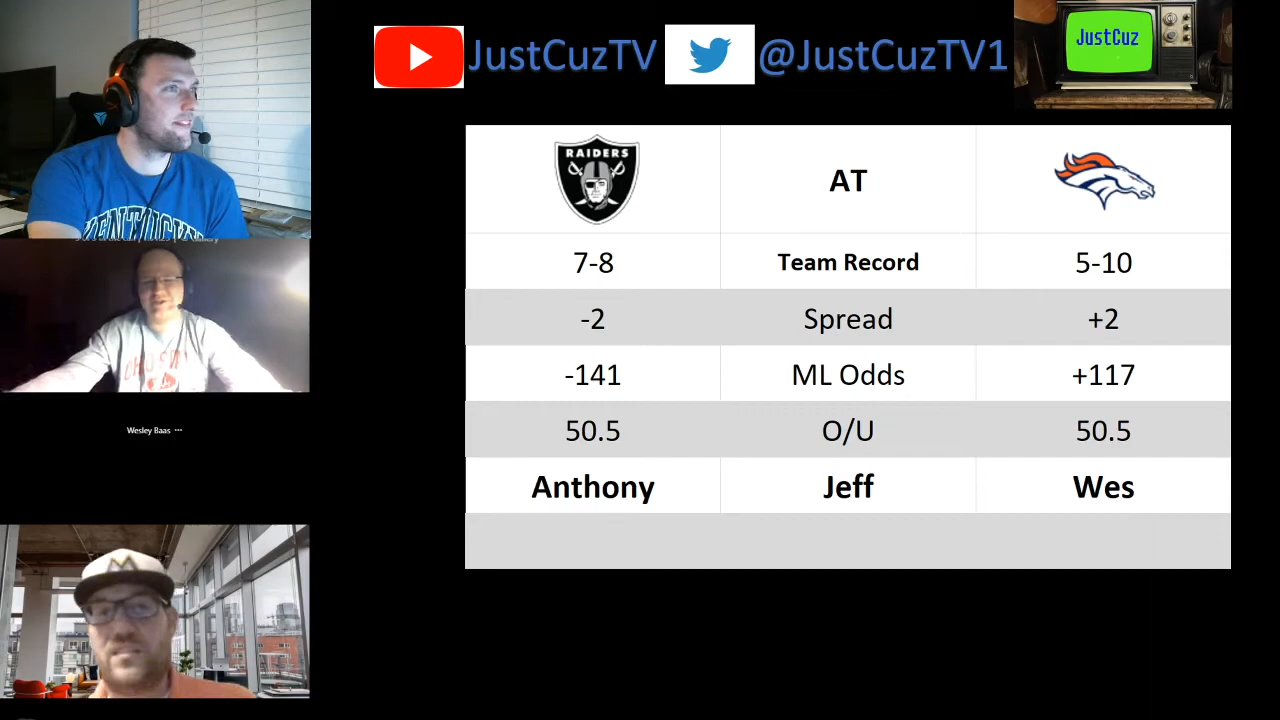 JustCuzTV @JustCuzTV1
JustCuz
RAIDERS AT
7-8 Team Record 5-10
-2 Spread +2
-141 ML Odds +117
50.5 O/U 50.5
Anthony Jeff Wes
KENTUCKY
Wesley Baas ···
M